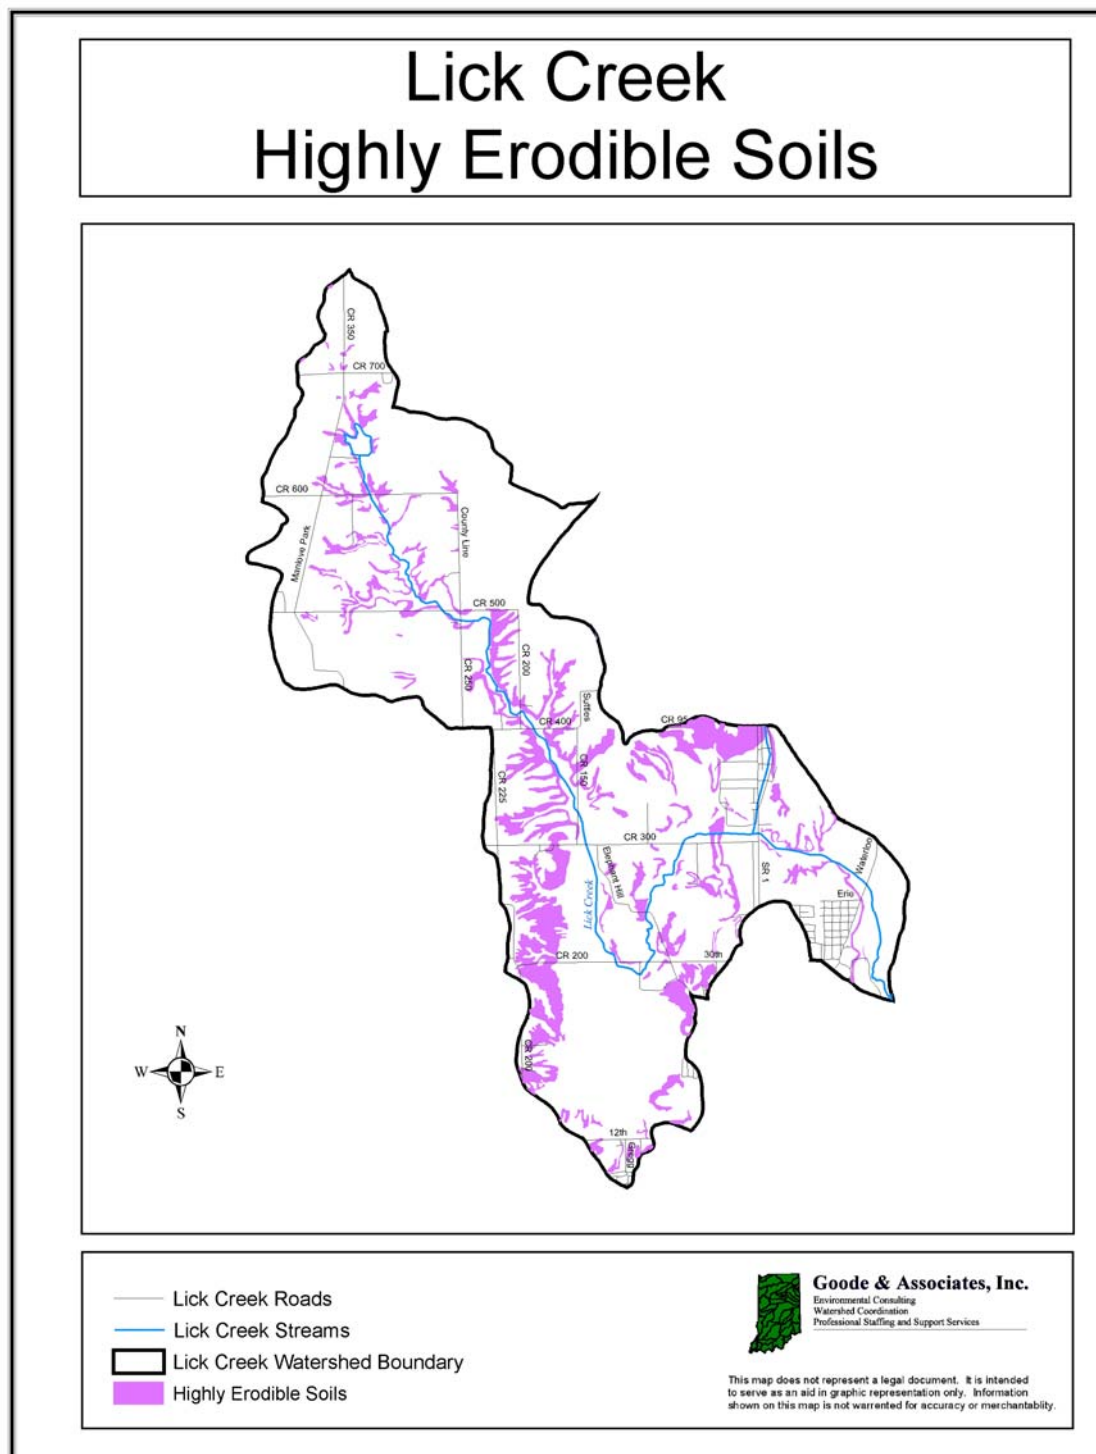 Lick Creek
Highly Erodible Soils
CR 350
CR 700
CR 600
County Line
Manlove Park
CR 500
CR 200
CR 250
Sutties
CR 400
CR 95
CR 150
CR 225
CR 300
Elephant Hill
Waterloo
SR 1
Erie
Lick Creek
CR 200
30th
CR 200
12th
N
W E
S
Lick Creek Roads
Lick Creek Streams
Lick Creek Watershed Boundary
Highly Erodible Soils
Goode & Associates, Inc.
Environmental Consulting
Watershed Coordination
Professional Staffing and Support Services
This map does not represent a legal document. It is intended
to serve as an aid in graphic representation only. Information
shown on this map is not warrented for accuracy or merchantablity.